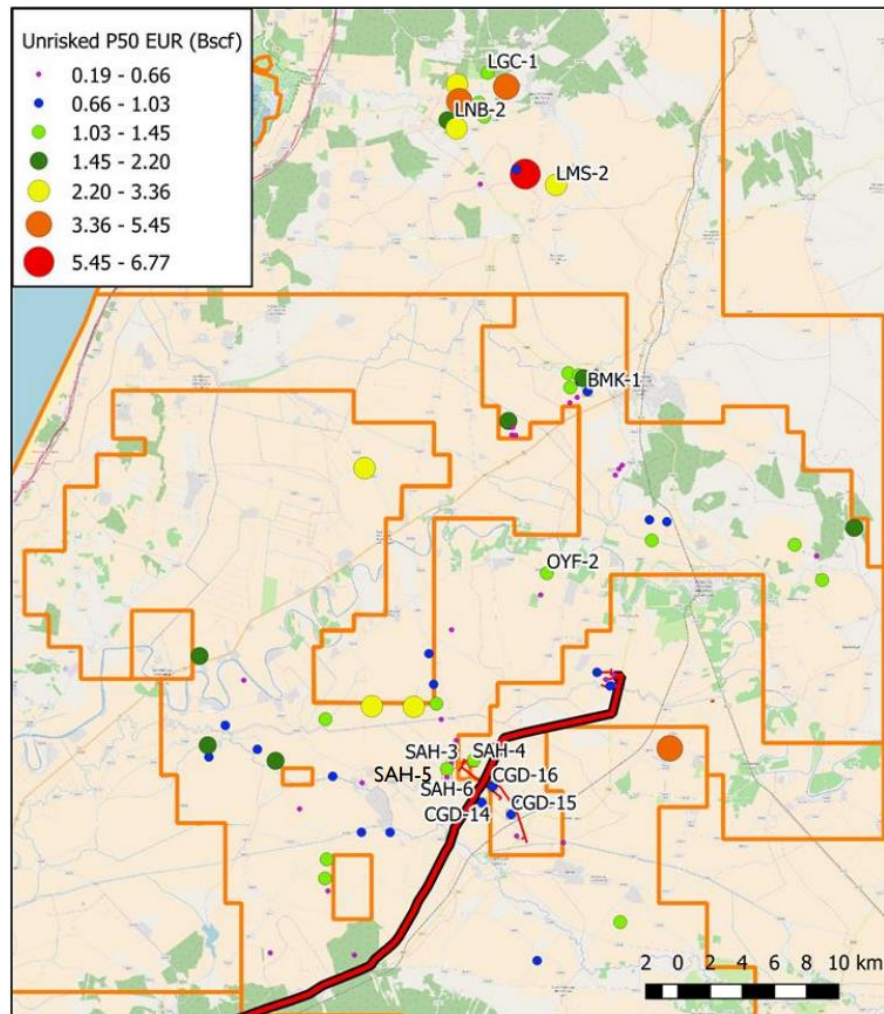 Unrisked P50 EUR (Bscf)
0.19 - 0.66
0.66 - 1.03
1.03 - 1.45
1.45 - 2.20
2.20 - 3.36
3.36 - 5.45
5.45 - 6.77
LGC-1
LNB-2
LMS-2
BMK-1
OYF-2
SAH-3 SAH-4
SAH-5 CGD-16
SAH-6
CGD-15
CGD-14
2 0 2 4 6 8 10 km